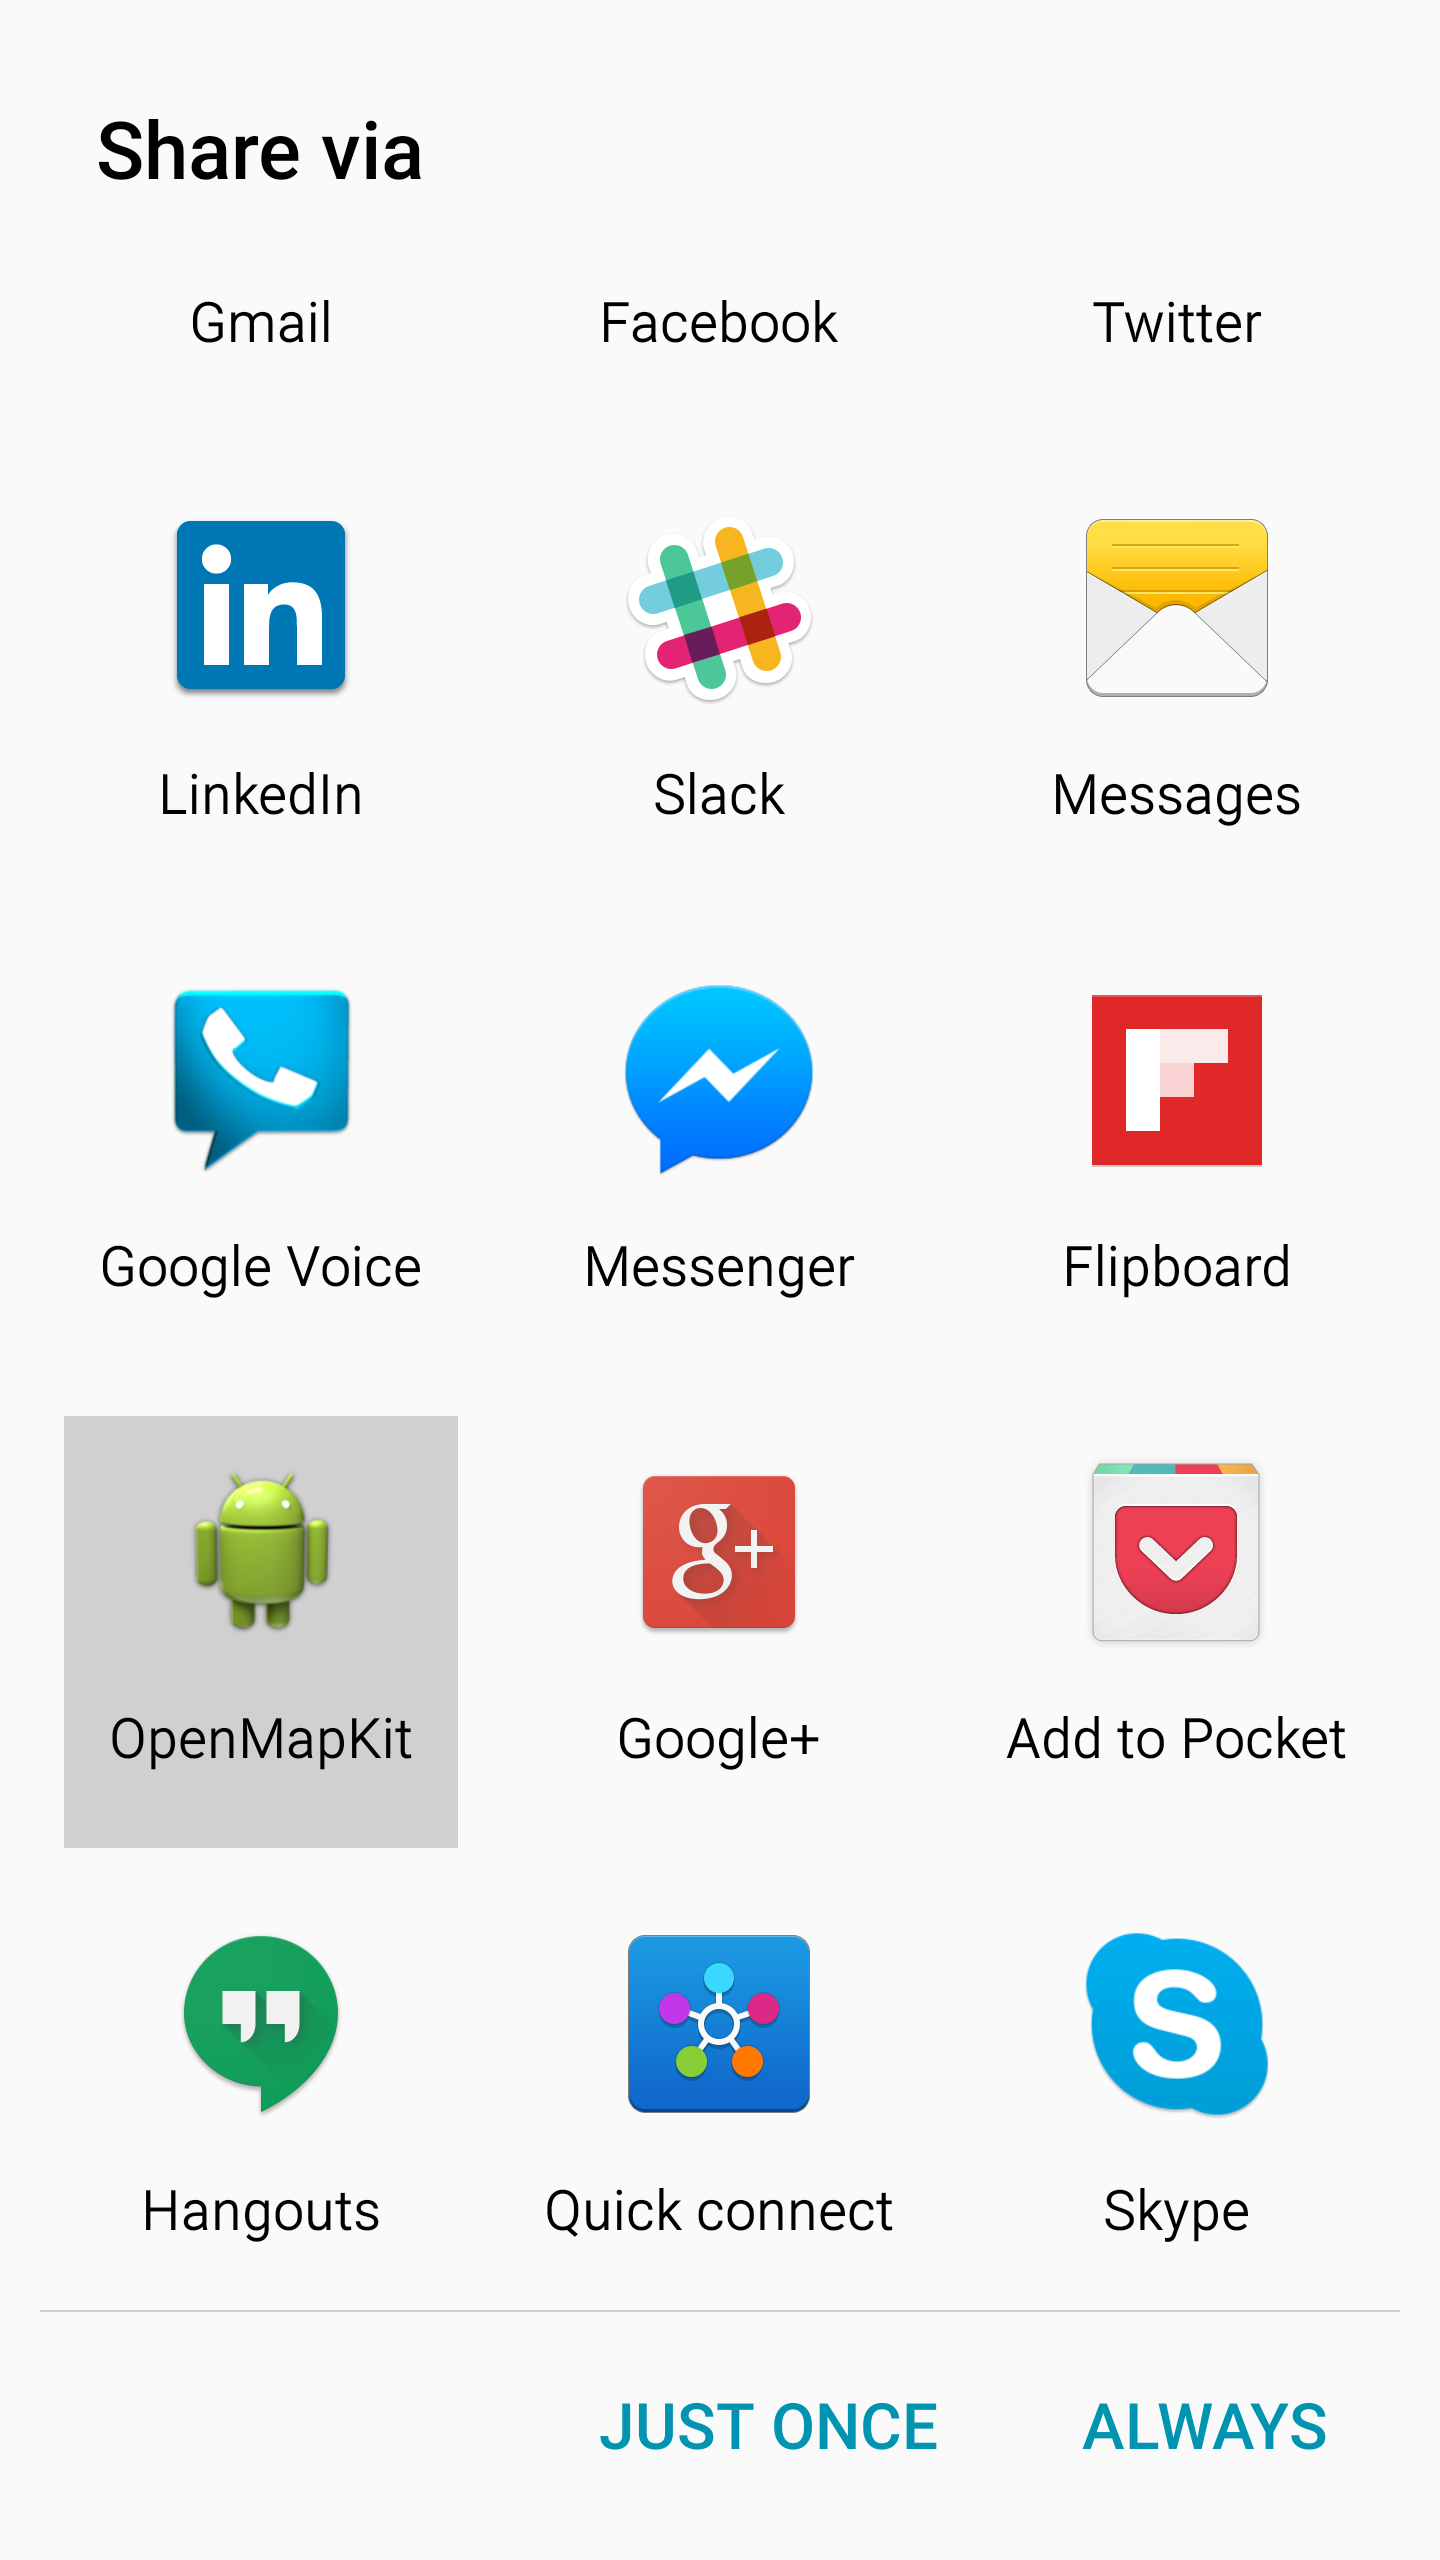 Share via
Gmail Facebook Twitter
in
LinkedIn Slack Messages
Google Voice Messenger Flipboard
g+
OpenMapKit Google+ Add to Pocket
S
Hangouts Quick connect Skype
JUST ONCE ALWAYS